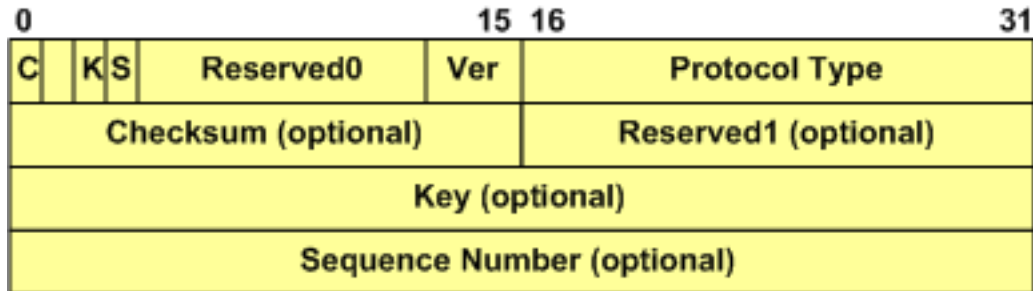 0 15 16 31
C K S Reserved0 Ver Protocol Type
Checksum (optional) Reserved1 (optional)
Key (optional)
Sequence Number (optional)